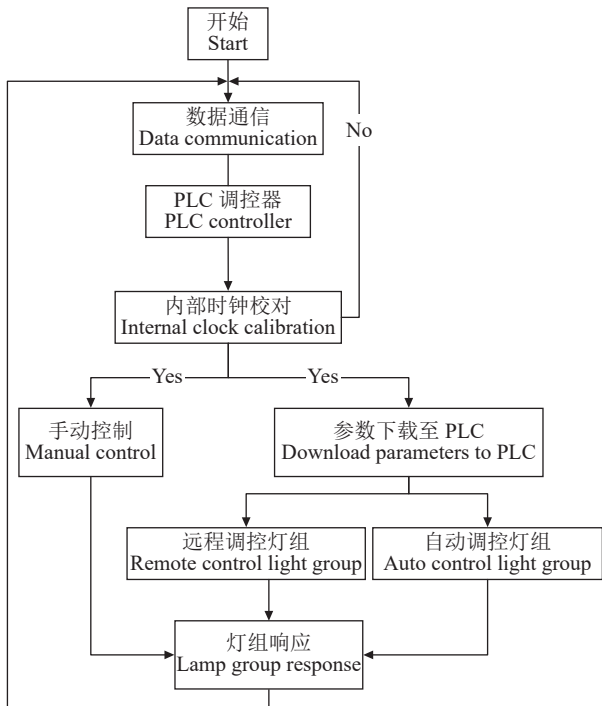 开始
Start
数据通信
Data communication
No
PLC 调控器
PLC controller
内部时钟校对
Internal clock calibration
Yes
Yes
手动控制
Manual control
参数下载至 PLC
Download parameters to PLC
远程调控灯组
Remote control light group
自动调控灯组
Auto control light group
灯组响应
Lamp group response